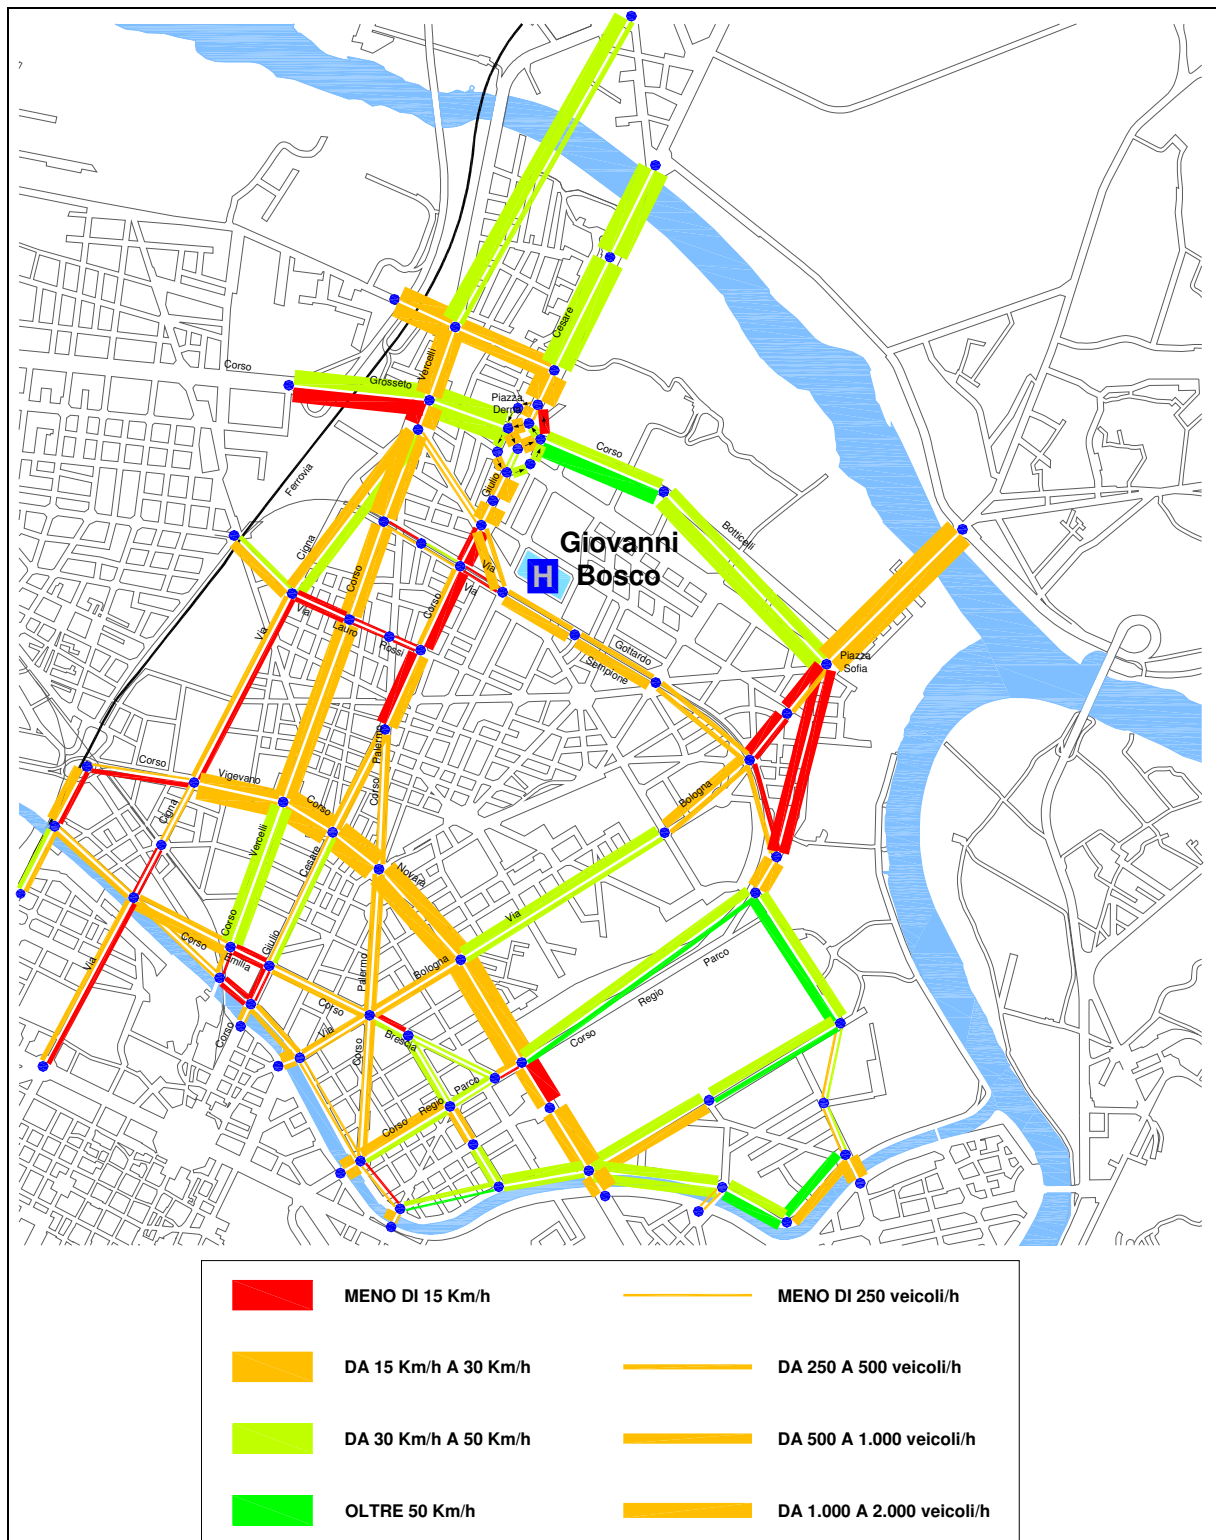 7
Cesare
Corso
Grosseto
Vercelli
Piazza
Derna
Corso
Ferrovia
Giulio
Botticelli
Giovanni
Bosco
H
Cigna
Via
Corso
Via
Via
Lauro
Rossi
Corso
Via
Gottardo
Sempione
Piazza
Sofia
Palermo
Corso
Corso
Vigevano
Corso
Bologna
Cigna
Vercelli
Cesare
Novara
Via
Corso
Giulio
Corso
Emilia
Via
Palermo
Bologna
Parco
Regio
Corso
Corso
Via
Corso
Brescia
Corso
Parco
Regio
Corso
MENO DI 15 Km/h
MENO DI 250 veicoli/h
DA 15 Km/h A 30 Km/h
DA 250 A 500 veicoli/h
DA 30 Km/h A 50 Km/h
DA 500 A 1.000 veicoli/h
OLTRE 50 Km/h
DA 1.000 A 2.000 veicoli/h